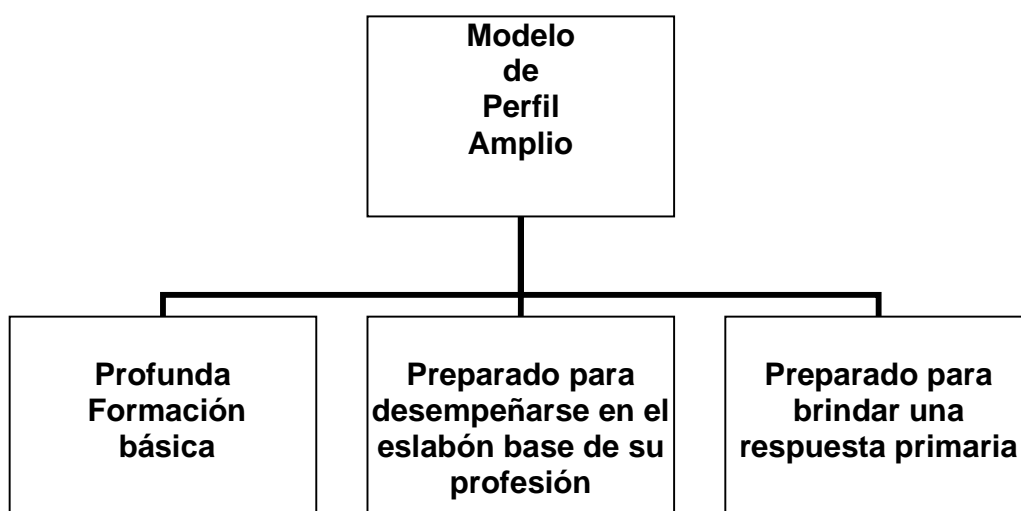 Modelo
de
Perfil
Amplio
Profunda
Formación
básica
Preparado para
desempeñarse en el
eslabón base de su
profesión
Preparado para
brindar una
respuesta primaria